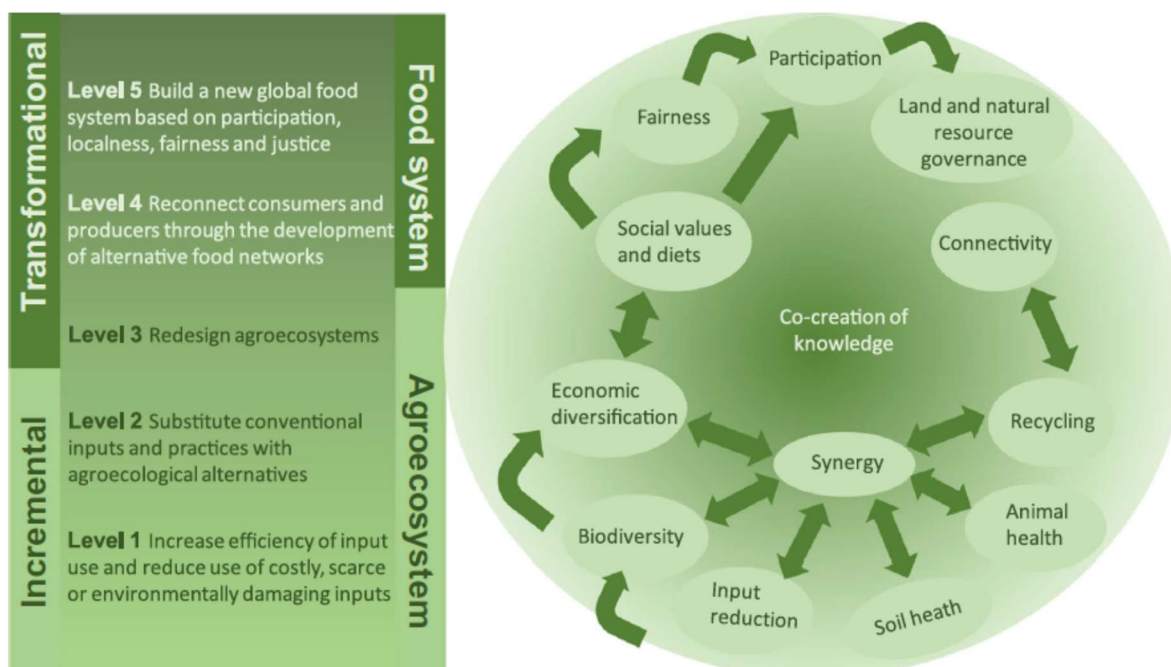 Transformational
Incremental
Level 5 Build a new global food
system based on participation,
localness, fairness and justice
Level 4 Reconnect consumers and
producers through the development
of alternative food networks
Level 3 Redesign agroecosystems
Level 2 Substitute conventional
inputs and practices with
agroecological alternatives
Level 1 Increase efficiency of input
use and reduce use of costly, scarce
or environmentally damaging inputs
Food system
Agroecosystem
Participation
Fairness
Land and natural
resource
governance
Social values
and diets
Connectivity
Co-creation of
knowledge
Economic
diversification
Recycling
Synergy
Biodiversity
Animal
health
Input
reduction
Soil heath